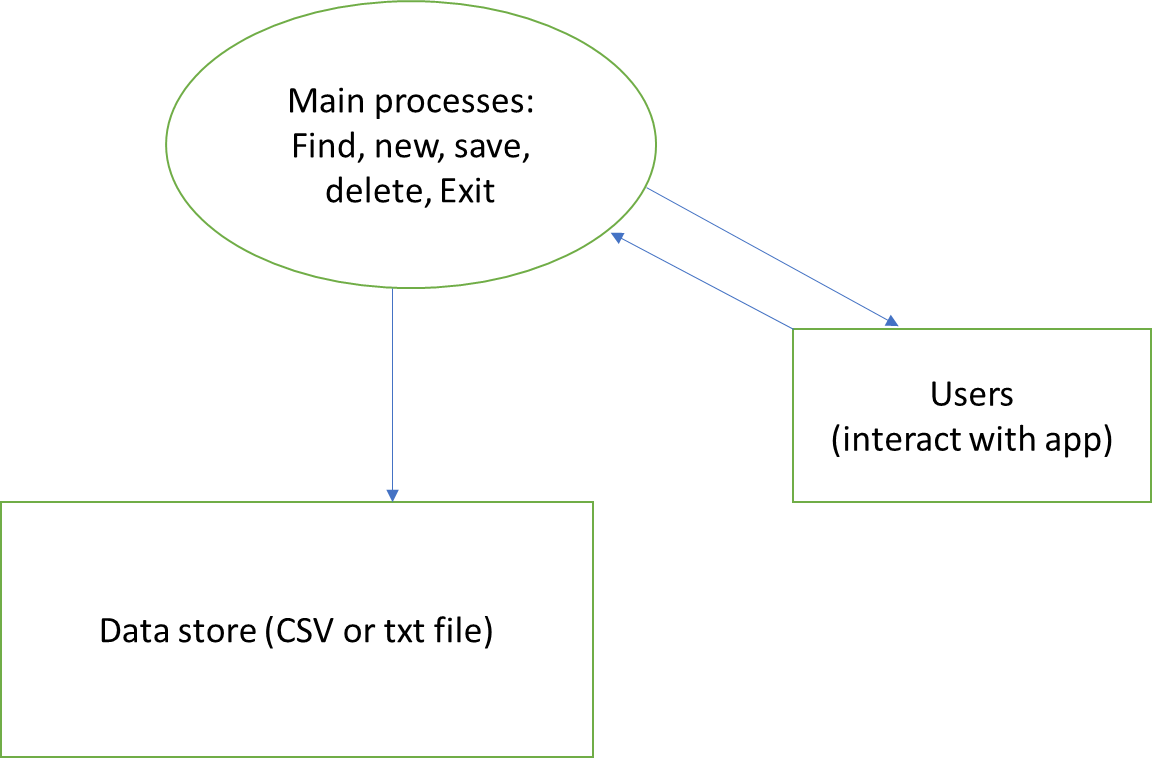 Main processes:
Find, new, save,
delete, Exit
Users
(interact with app)
Data store (CSV or txt file)